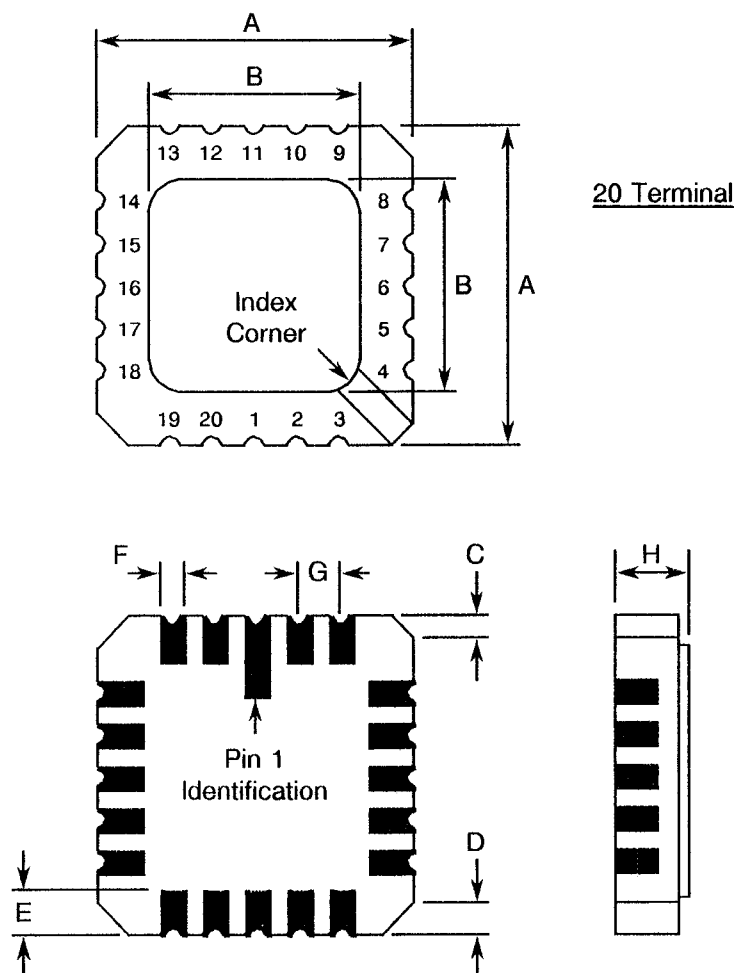 A
B
13 12 11 10 9
20 Terminal
14 8
15 7
16 6
17 5
18 4
Index
Corner
B
A
19 20 1 2 3
F
G
C
H
Pin 1
Identification
D
E